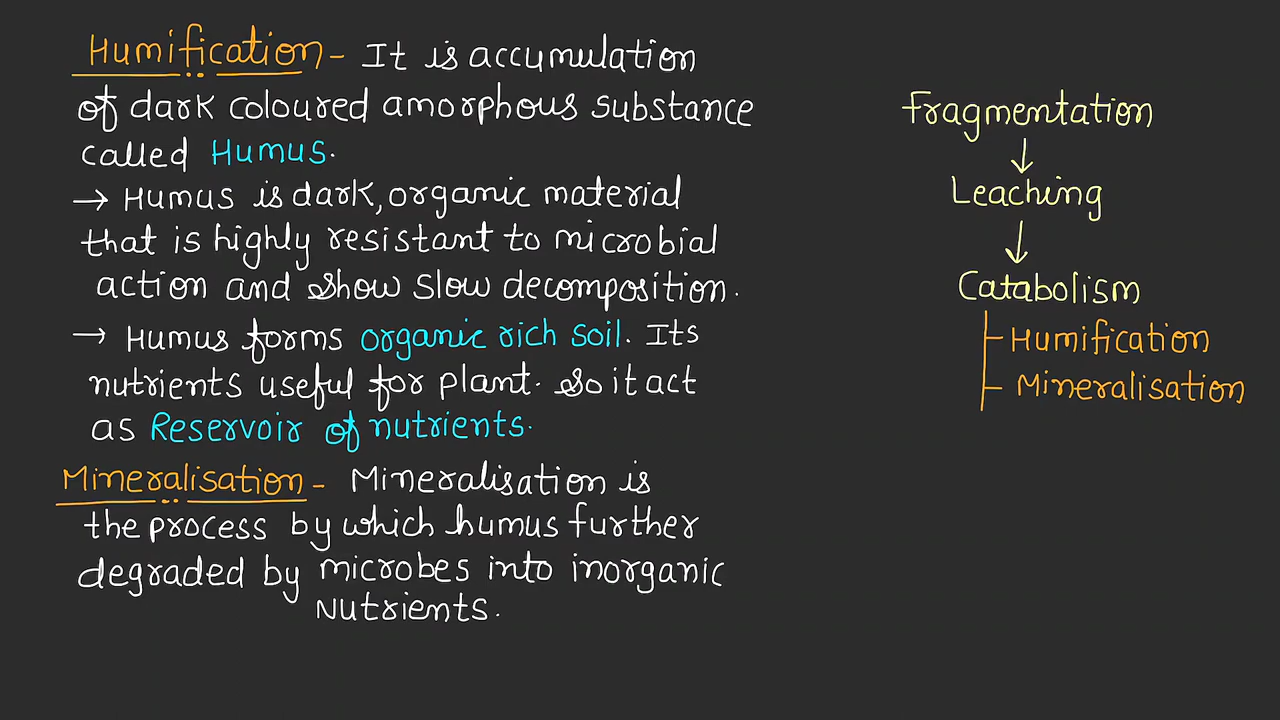 Humification - It is accumulation
of dark coloured amorphous substance
called Humus.
→ Humus is dark, organic material
that is highly resistant to microbial
action and show slow decomposition.
→ Humus forms organic rich soil. Its
nutrients useful for plant. so it act
as Reservoir of nutrients.
Mineralisation - Mineralisation is
the process by which humus further
degraded by microbes into inorganic
Nutrients.
Fragmentation
↓
Leaching
↓
Catabolism
Humification
Mineralisation